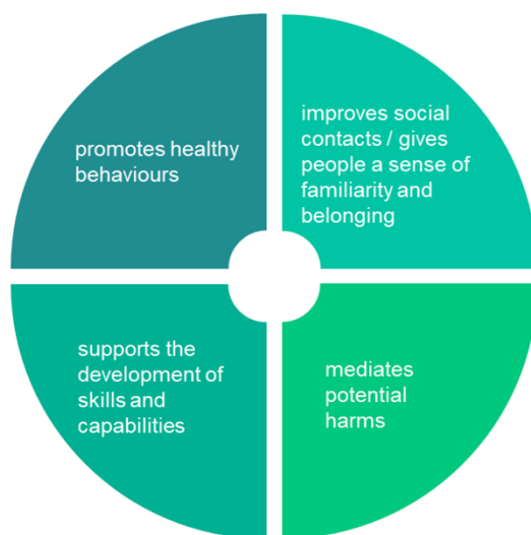 promotes healthy
behaviours
improves social
contacts / gives
people a sense of
familiarity and
belonging
supports the
development of
skills and
capabilities
mediates
potential
harms